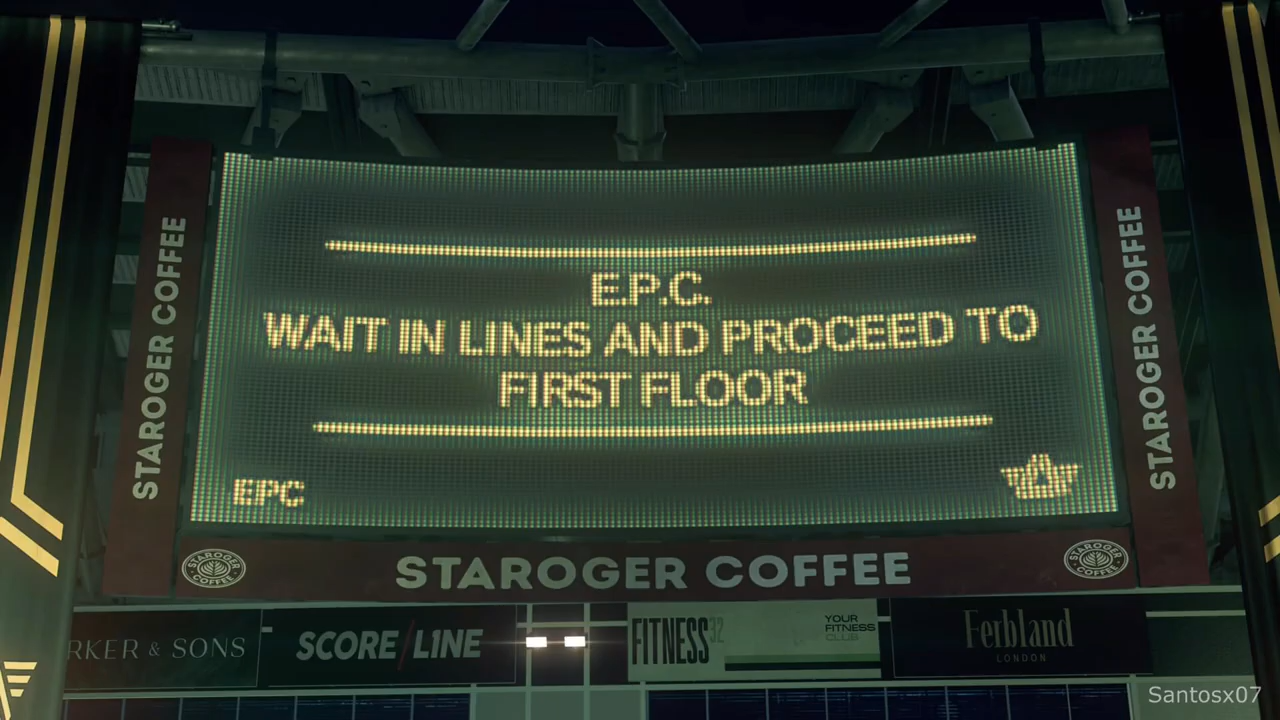 E.P.C.
WAIT IN LINES AND PROCEED TO
FIRST FLOOR
EPC
STAROGER COFFEE
STAROGER COFFEE
STAROGER COFFEE
STAROGER COFFEE
STAROGER COFFEE
RKER & SONS
SCORE/LINE
FITNESS32
YOUR
FITNESS
CLUB
Ferbland
LONDON
Santosx07